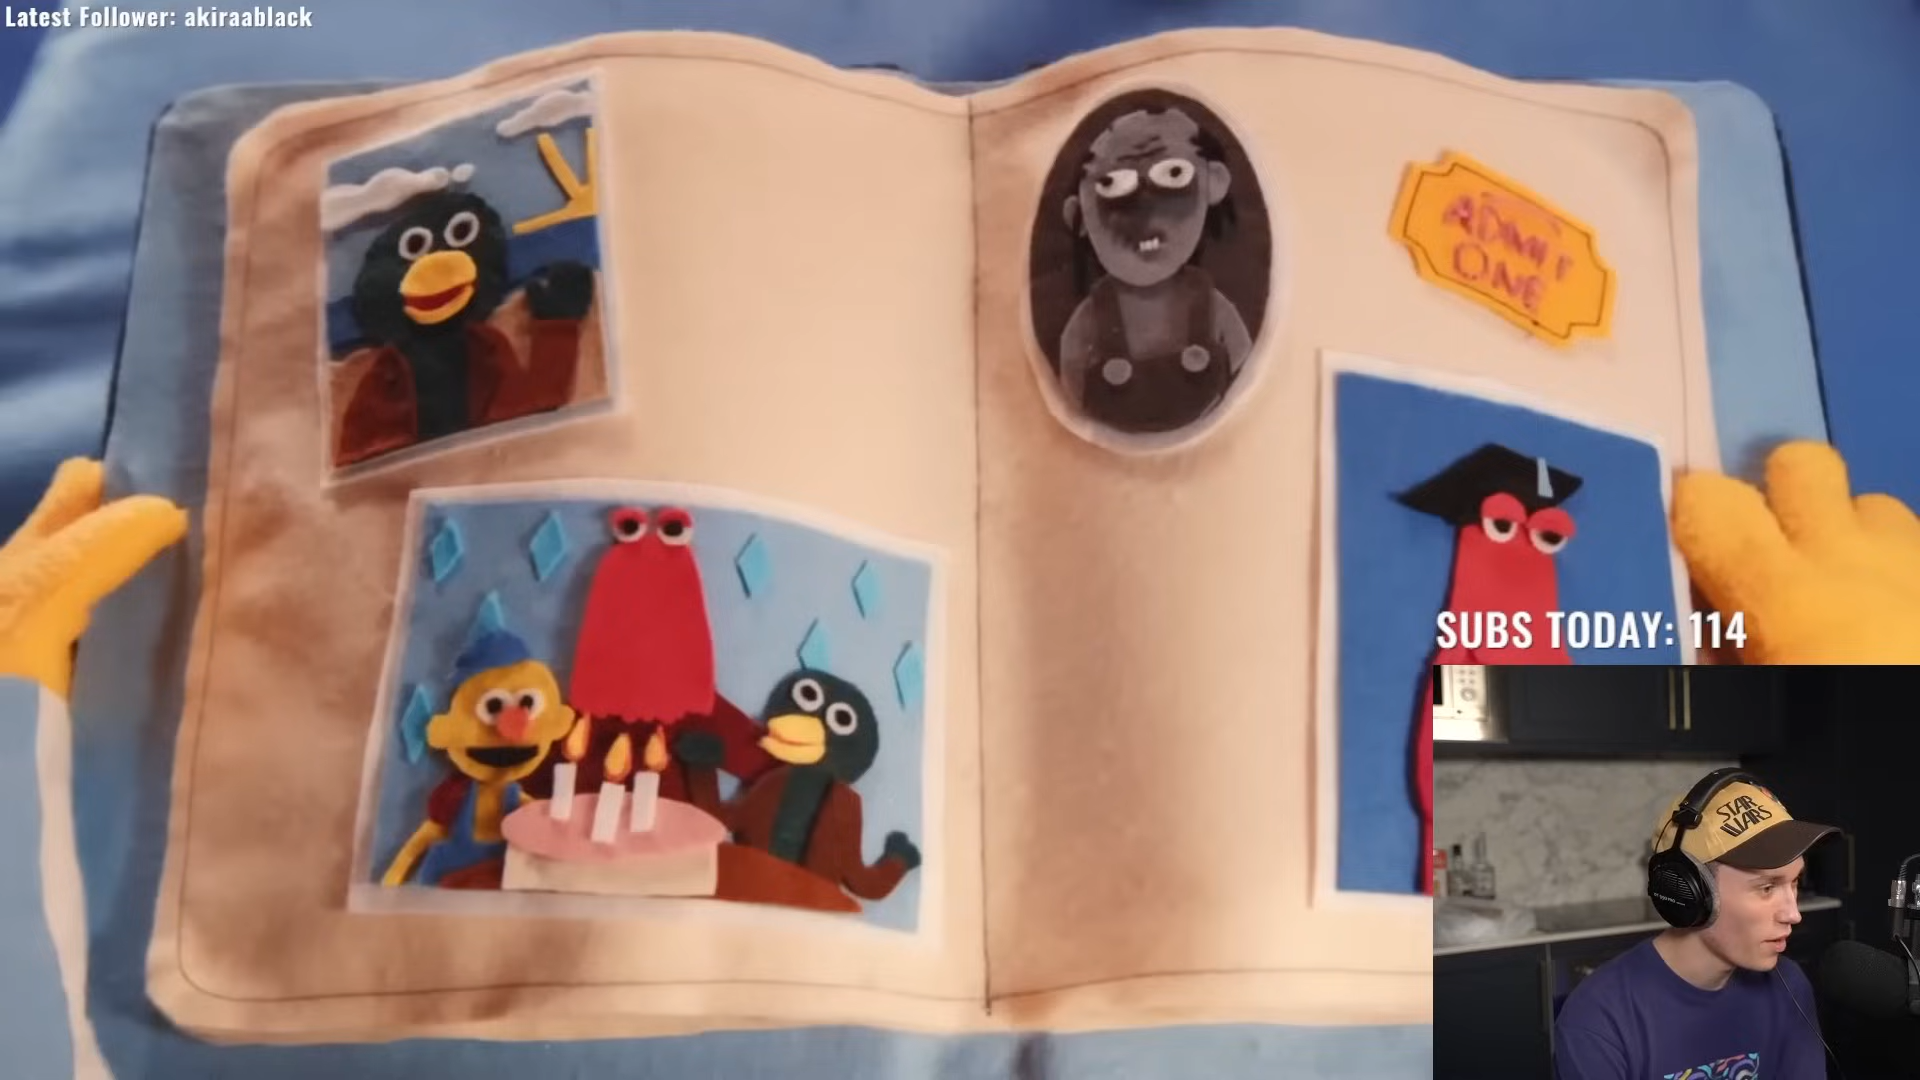 Latest Follower: akiraablack
ADMIT
ONE
SUBS TODAY: 114
STAR
WARS